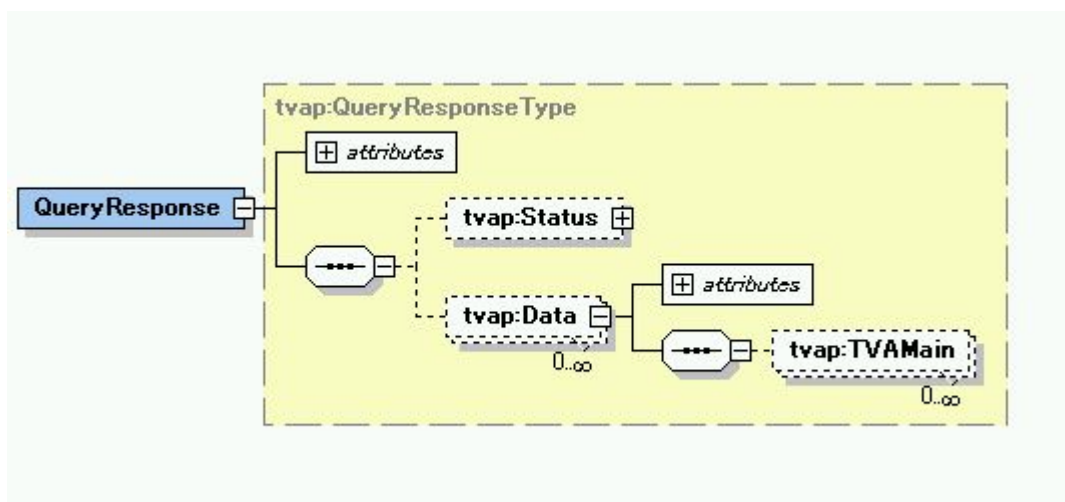 tvap:QueryResponseType
attributes
QueryResponse
tvap:Status
attributes
tvap:Data
tvap:TVAMain
0..∞
0..∞